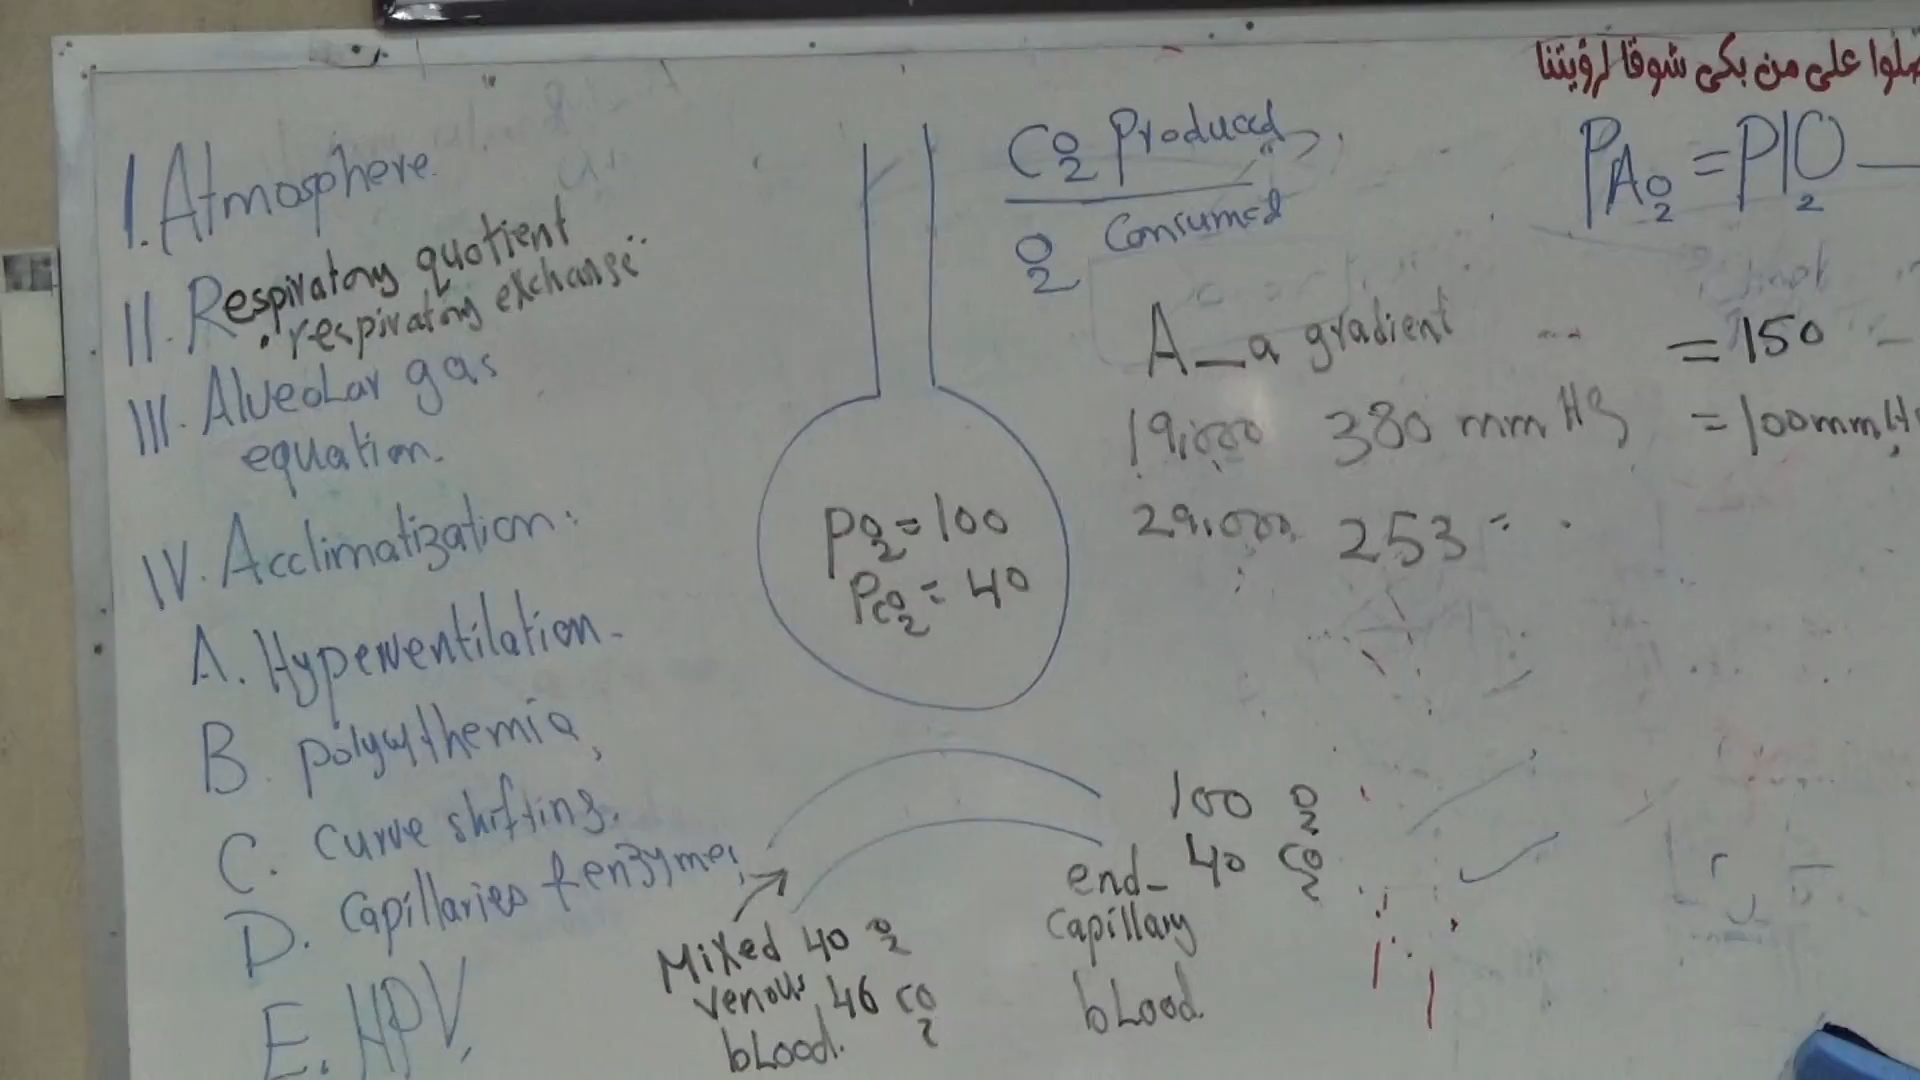 صلوا على من بكى شوقا لرؤيتنا
I. Atmosphere.
II. Respiratory quotient
. respiratory exchange
III. Alveolar gas
equation.
IV. Acclimatization:
A. Hyperventilation.
B. polycythemia,
C. curve shifting.
D. capillaries & enzymes,
E. HPV,
CO2 Produced
O2 Consumed
PAO2 = PIO2 —
A_a gradient
= 150 -
19,000 380 mmHg
= 100mmHg
29,000 253 =
PO2 = 100
PCO2 = 40
100 O2
40 CO2
end-
capillary
blood.
Mixed 40 O2
venous 46 CO2
blood.